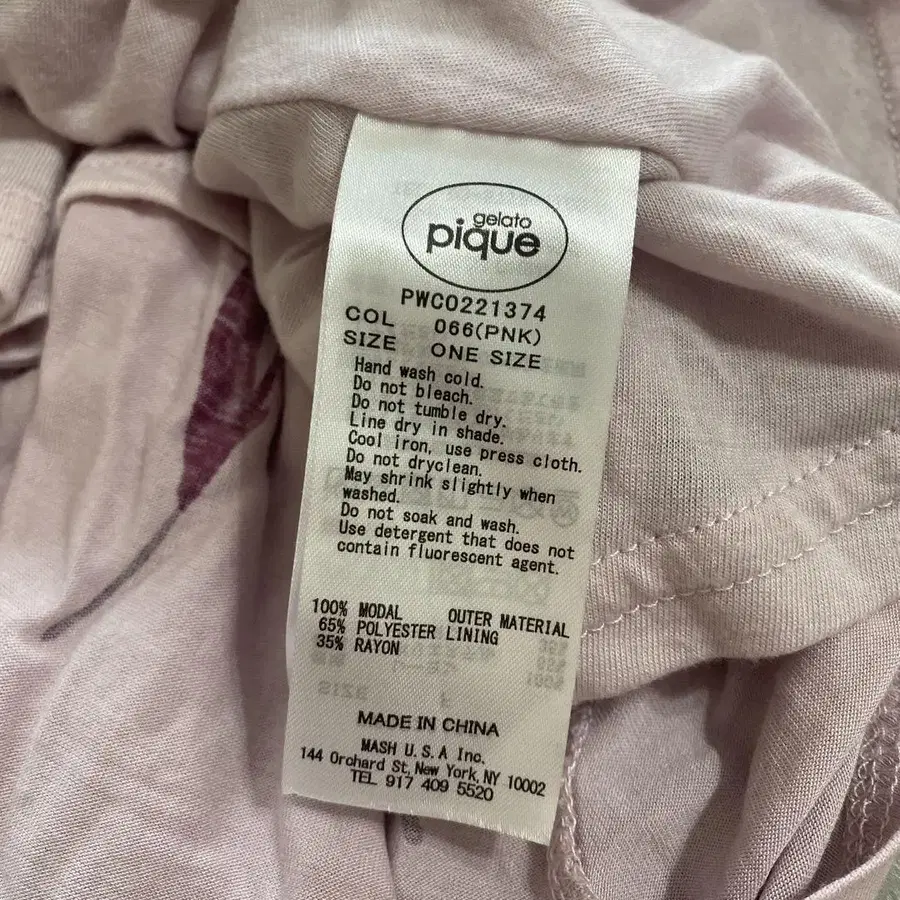 gelato
pique
PWCO221374
COL 066(PNK)
SIZE ONE SIZE
Hand wash cold.
Do not bleach.
Do not tumble dry.
Line dry in shade.
Cool iron, use press cloth.
Do not dryclean.
May shrink slightly when
washed.
Do not soak and wash.
Use detergent that does not
contain fluorescent agent.
100% MODAL OUTER MATERIAL
65% POLYESTER LINING
35% RAYON
MADE IN CHINA
MASH U.S.A Inc.
144 Orchard St, New York, NY 10002
TEL 917 409 5520